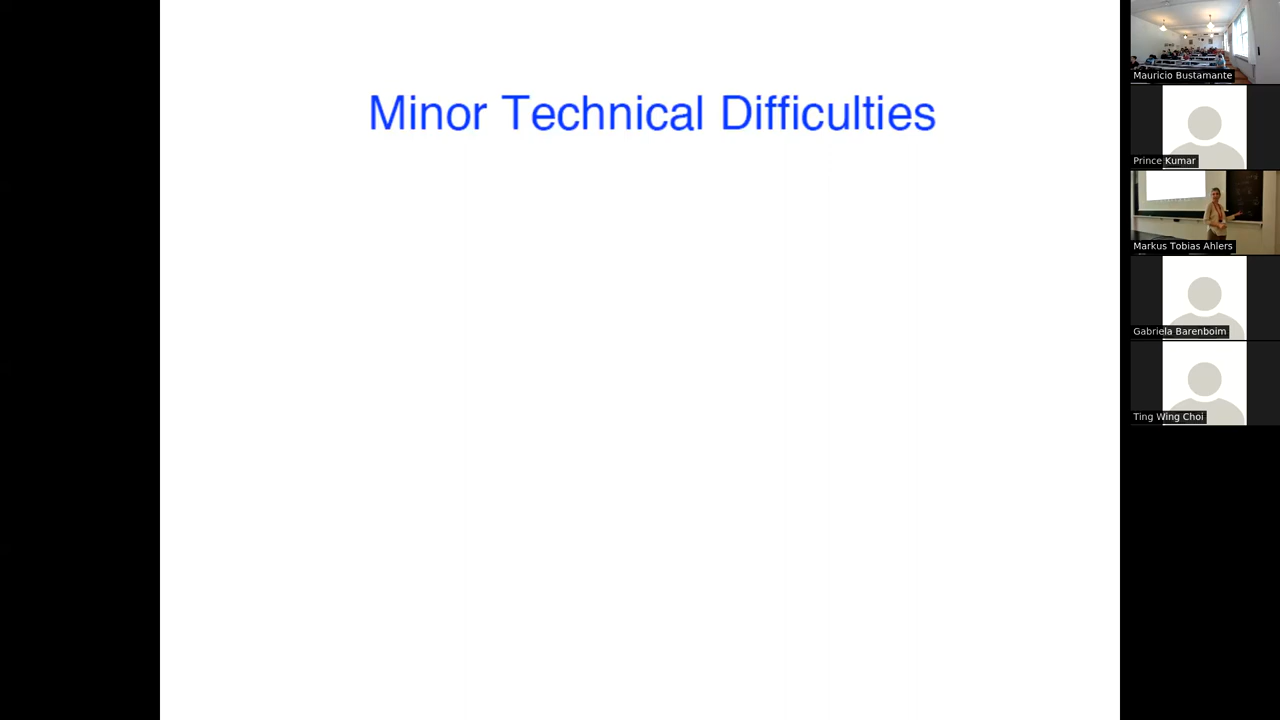 Minor Technical Difficulties
Mauricio Bustamante
Prince Kumar
Markus Tobias Ahlers
Gabriela Barenboim
Ting Wing Choi